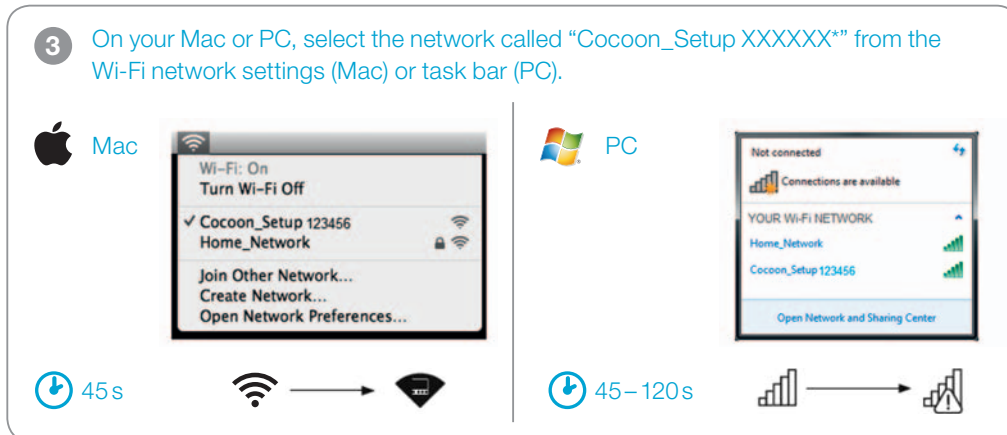 3
On your Mac or PC, select the network called “Cocoon_Setup XXXXXX*” from the
Wi-Fi network settings (Mac) or task bar (PC).
Mac
Wi-Fi: On
Turn Wi-Fi Off
✓ Cocoon_Setup 123456
Home_Network
Join Other Network...
Create Network...
Open Network Preferences...
45 s
PC
Not connected
Connections are available
YOUR Wi-Fi NETWORK
Home_Network
Cocoon_Setup 123456
Open Network and Sharing Center
45 – 120 s